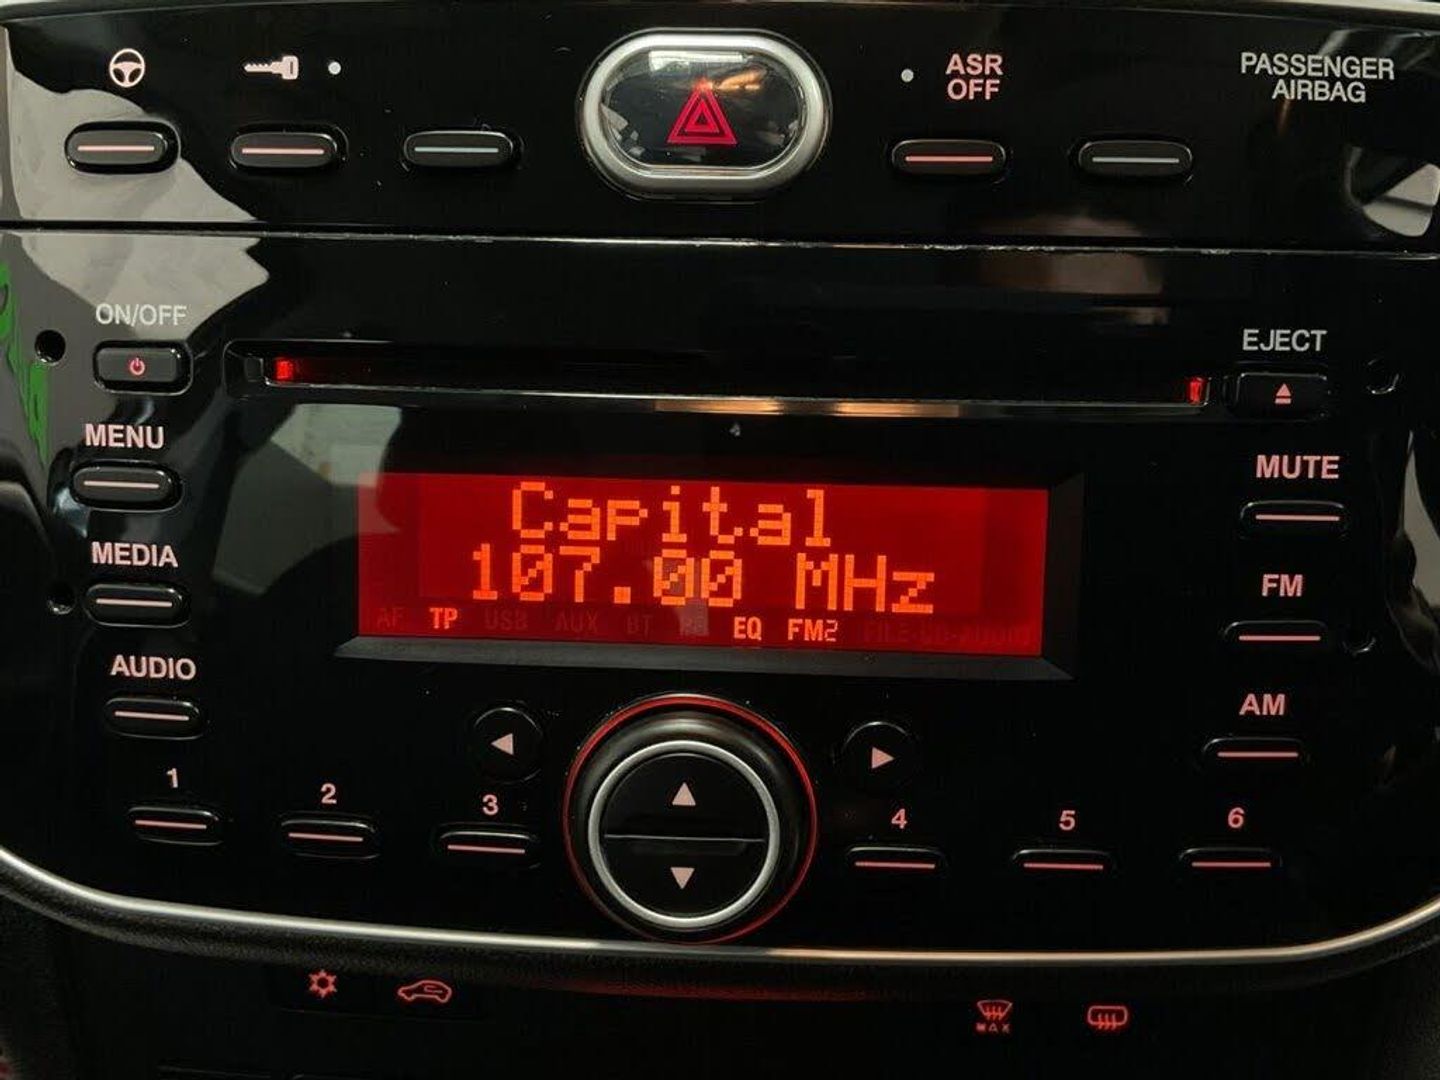 ASR
OFF
PASSENGER
AIRBAG
ON/OFF
EJECT
MENU
MUTE
Capital
107.00 MHz
MEDIA
FM
AF TP USB AUX BT EQ FM2
AUDIO
AM
1 2 3 4 5 6
MAX